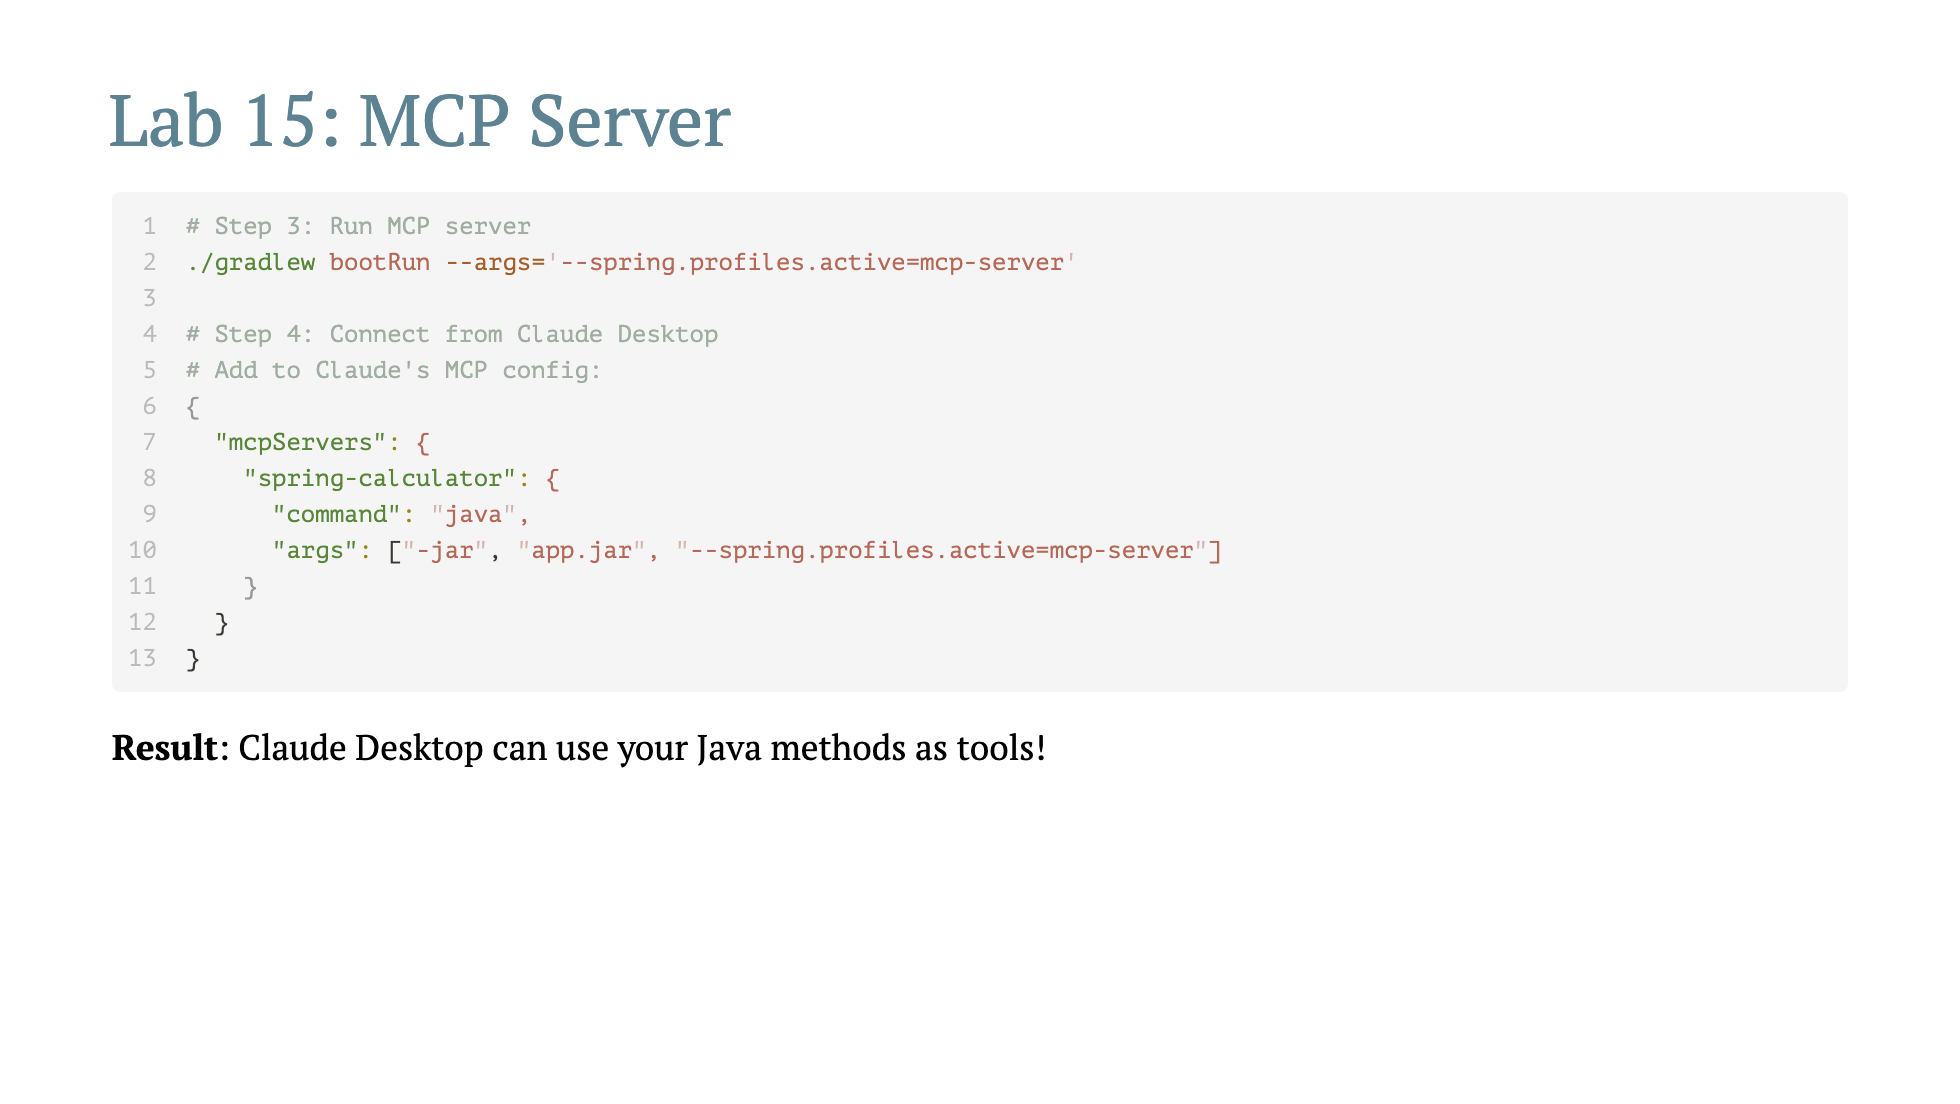 Lab 15: MCP Server
1 # Step 3: Run MCP server
2 ./gradlew bootRun --args='--spring.profiles.active=mcp-server'
3
4 # Step 4: Connect from Claude Desktop
5 # Add to Claude's MCP config:
6 {
7   "mcpServers": {
8     "spring-calculator": {
9       "command": "java",
10       "args": ["-jar", "app.jar", "--spring.profiles.active=mcp-server"]
11     }
12   }
13 }
Result: Claude Desktop can use your Java methods as tools!